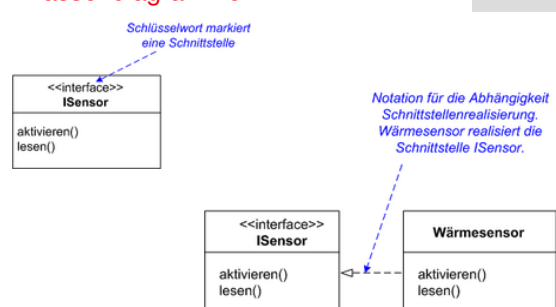 Schlüsselwort markiert
eine Schnittstelle
<<interface>>
ISensor
aktivieren()
lesen()
Notation für die Abhängigkeit
Schnittstellenrealisierung.
Wärmesensor realisiert die
Schnittstelle ISensor.
<<interface>>
ISensor
aktivieren()
lesen()
Wärmesensor
aktivieren()
lesen()